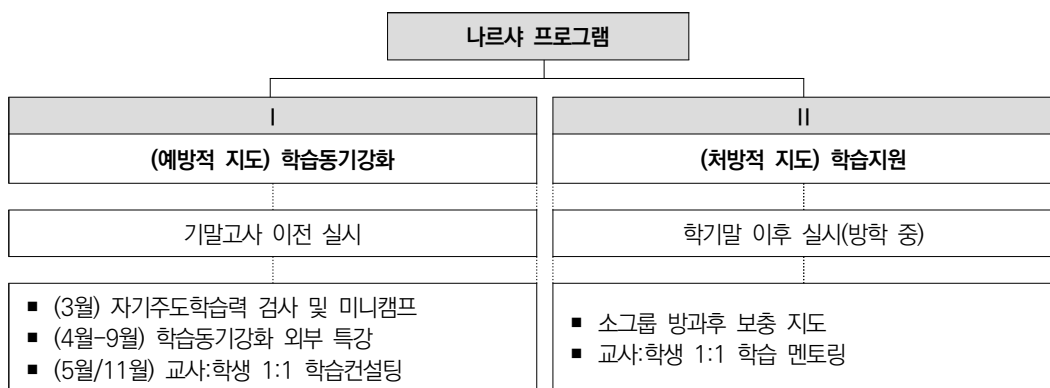 나르샤 프로그램
Ⅰ
(예방적 지도) 학습동기강화
기말고사 이전 실시
■ (3월) 자기주도학습력 검사 및 미니캠프
■ (4월-9월) 학습동기강화 외부 특강
■ (5월/11월) 교사:학생 1:1 학습컨설팅
Ⅱ
(처방적 지도) 학습지원
학기말 이후 실시(방학 중)
■ 소그룹 방과후 보충 지도
■ 교사:학생 1:1 학습 멘토링